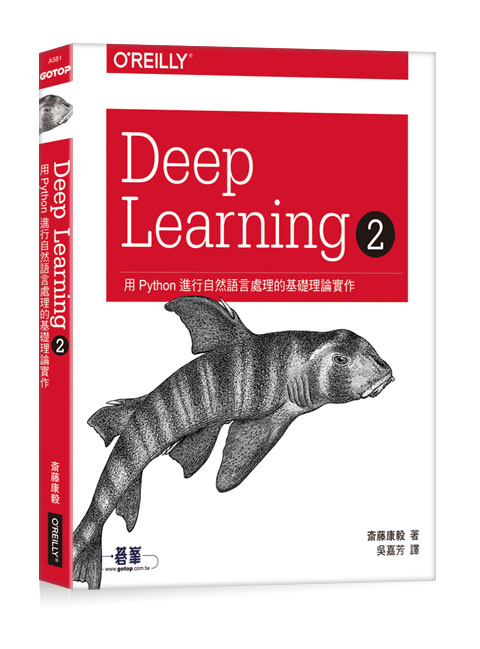 A581
GOTOP
Deep Learning 2
用 Python 進行自然語言處理的基礎理論實作
斎藤康毅
O'REILLY®
O'REILLY®
Deep
Learning 2
用 Python 進行自然語言處理的基礎理論實作
斎藤康毅 著
吳嘉芳 譯
碁峯
www.gotop.com.tw